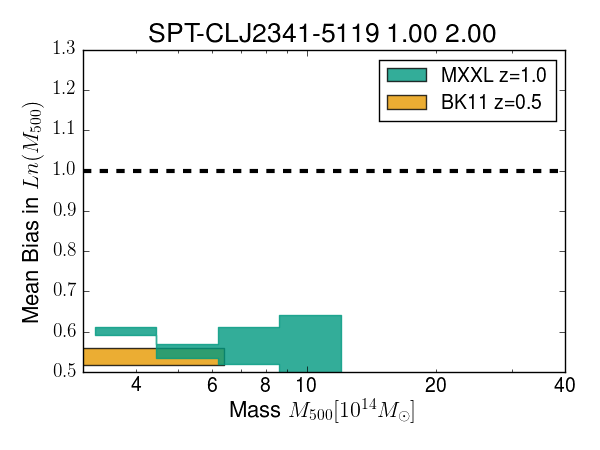 SPT-CLJ2341-5119 1.00 2.00
MXXL z=1.0
BK11 z=0.5
Mean Bias in Ln(M₅₀₀)
1.3
1.2
1.1
1.0
0.9
0.8
0.7
0.6
0.5
4 6 8 10 20 40
Mass M₅₀₀[10¹⁴M☉]